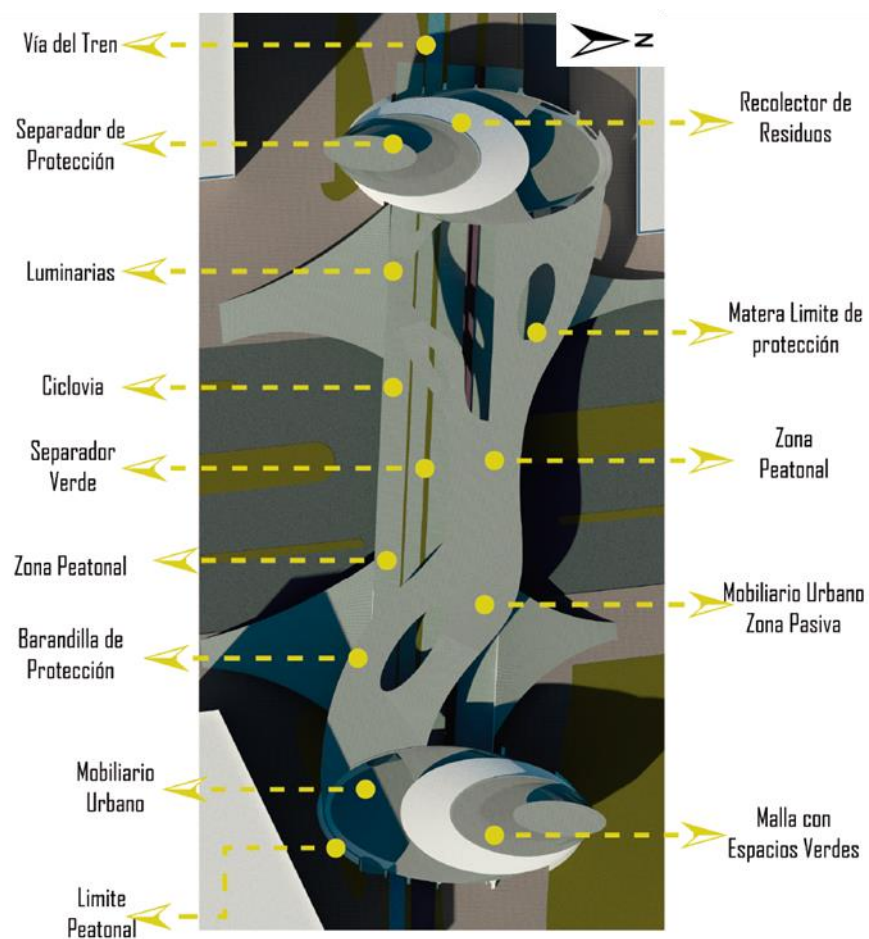 N
Vía del Tren
Separador de
Protección
Luminarias
Ciclovia
Separador
Verde
Zona Peatonal
Barandilla de
Protección
Mobiliario
Urbano
Limite
Peatonal
Recolector de
Residuos
Matera Limite de
protección
Zona
Peatonal
Mobiliario Urbano
Zona Pasiva
Malla con
Espacios Verdes